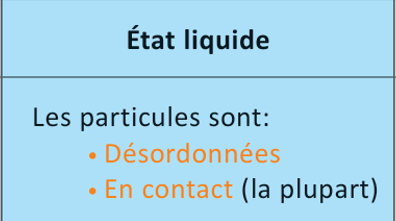 État liquide
Les particules sont:
• Désordonnées
• En contact (la plupart)